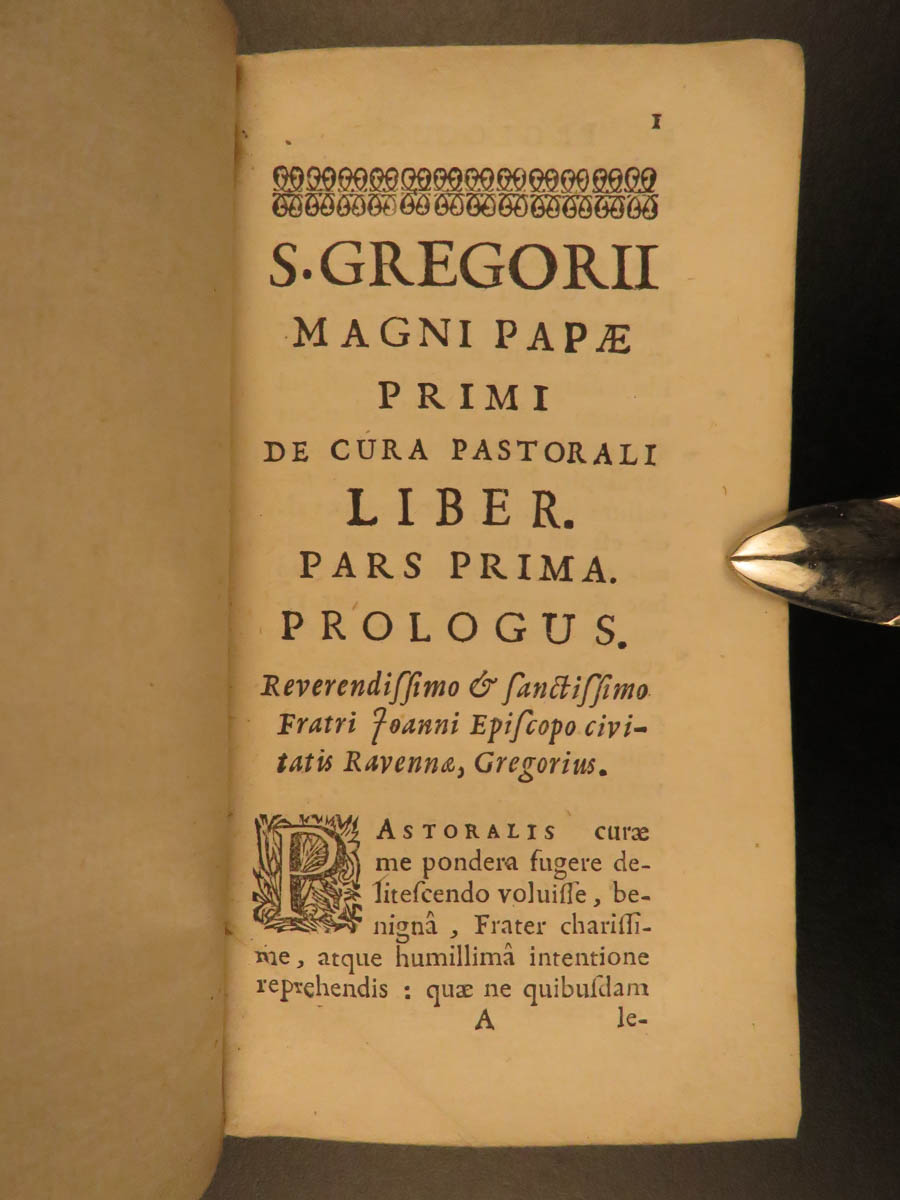 1
S. GREGORII
MAGNI PAPÆ
PRIMI
DE CURA PASTORALI
LIBER.
PARS PRIMA.
PROLOGUS.
Reverendiſſimo & ſanctiſſimo
Fratri Joanni Epiſcopo civi-
tatis Ravennæ, Gregorius.
PASTORALIS curæ
me pondera fugere de-
liteſcendo voluiſſe, be-
nignâ, Frater chariſſi-
me, atque humillimâ intentione
reprehendis : quæ ne quibuſdam
A le-